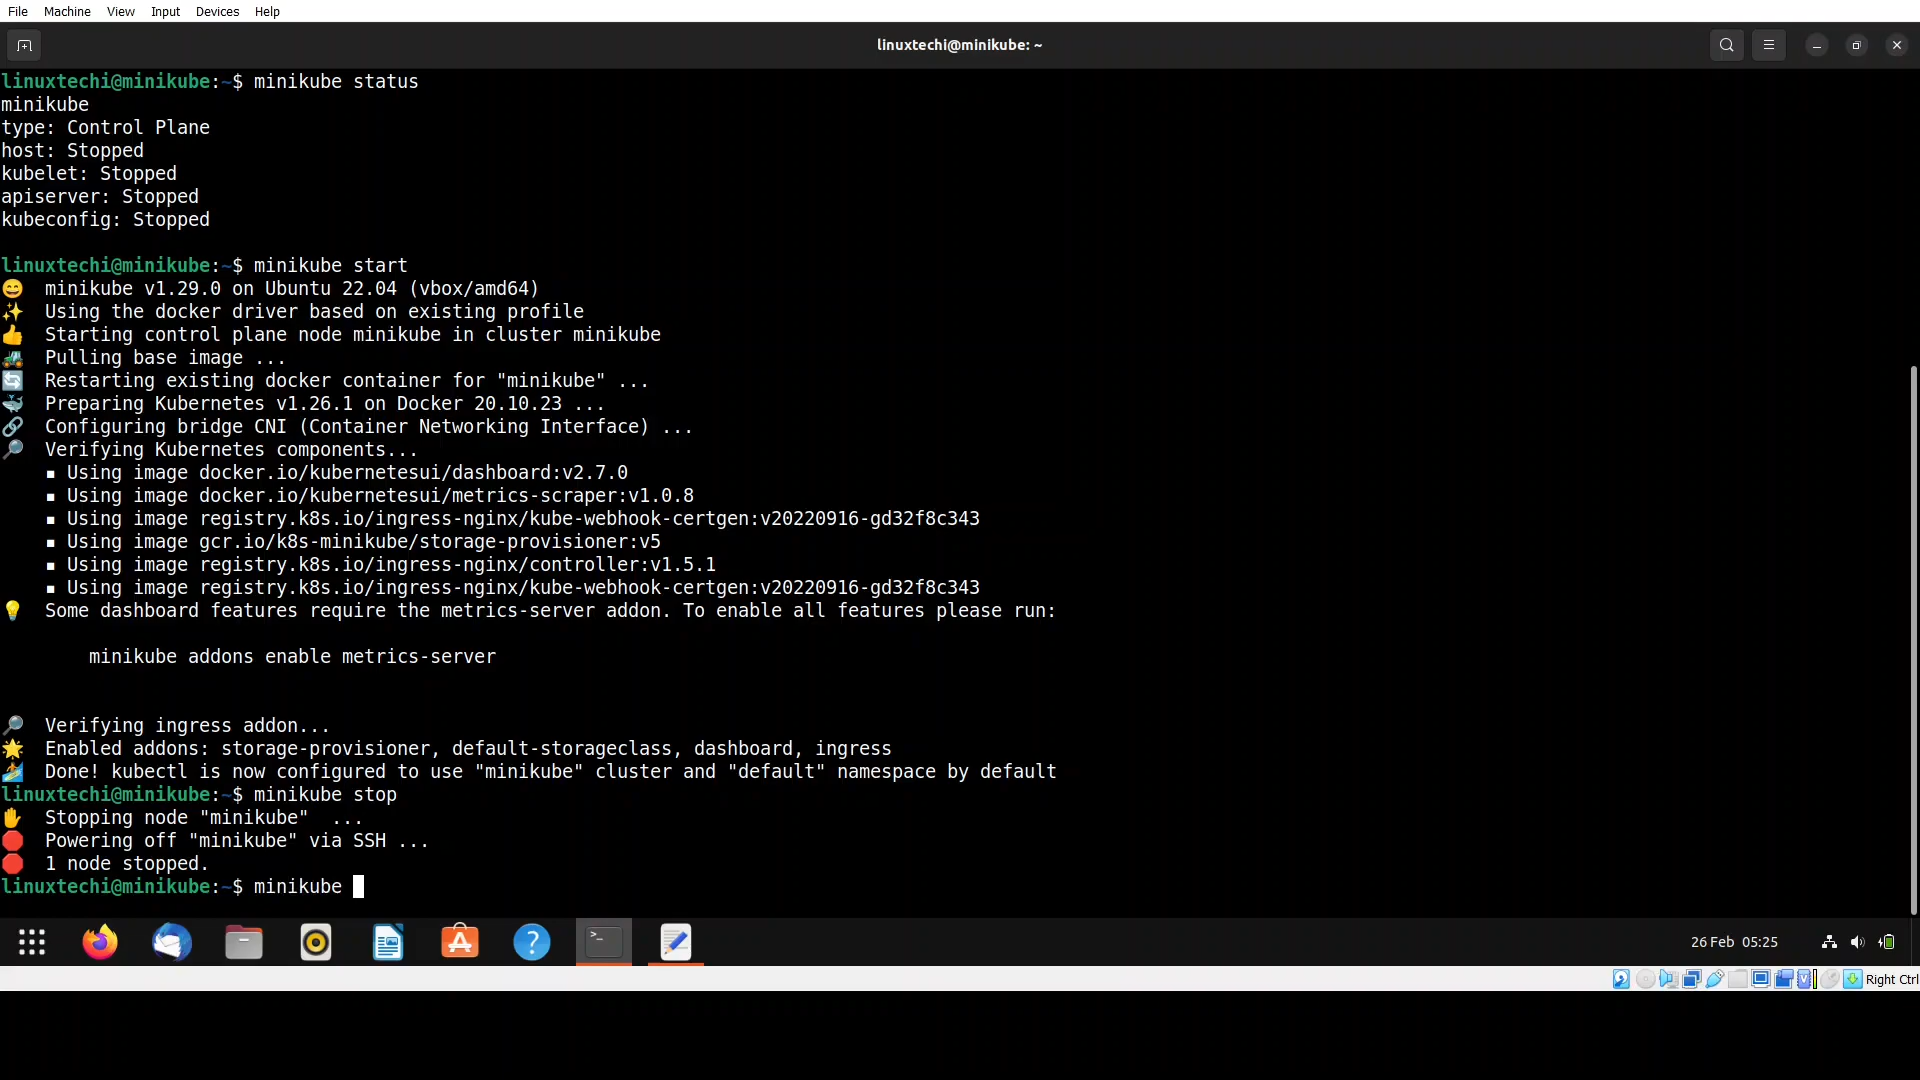 File Machine View Input Devices Help
linuxtechi@minikube: ~
linuxtechi@minikube:~$ minikube status
minikube
type: Control Plane
host: Stopped
kubelet: Stopped
apiserver: Stopped
kubeconfig: Stopped
linuxtechi@minikube:~$ minikube start
minikube v1.29.0 on Ubuntu 22.04 (vbox/amd64)
Using the docker driver based on existing profile
Starting control plane node minikube in cluster minikube
Pulling base image ...
Restarting existing docker container for "minikube" ...
Preparing Kubernetes v1.26.1 on Docker 20.10.23 ...
Configuring bridge CNI (Container Networking Interface) ...
Verifying Kubernetes components...
▪ Using image docker.io/kubernetesui/dashboard:v2.7.0
▪ Using image docker.io/kubernetesui/metrics-scraper:v1.0.8
▪ Using image registry.k8s.io/ingress-nginx/kube-webhook-certgen:v20220916-gd32f8c343
▪ Using image gcr.io/k8s-minikube/storage-provisioner:v5
▪ Using image registry.k8s.io/ingress-nginx/controller:v1.5.1
▪ Using image registry.k8s.io/ingress-nginx/kube-webhook-certgen:v20220916-gd32f8c343
Some dashboard features require the metrics-server addon. To enable all features please run:
minikube addons enable metrics-server
Verifying ingress addon...
Enabled addons: storage-provisioner, default-storageclass, dashboard, ingress
Done! kubectl is now configured to use "minikube" cluster and "default" namespace by default
linuxtechi@minikube:~$ minikube stop
Stopping node "minikube" ...
Powering off "minikube" via SSH ...
1 node stopped.
linuxtechi@minikube:~$ minikube
26 Feb 05:25
Right Ctrl